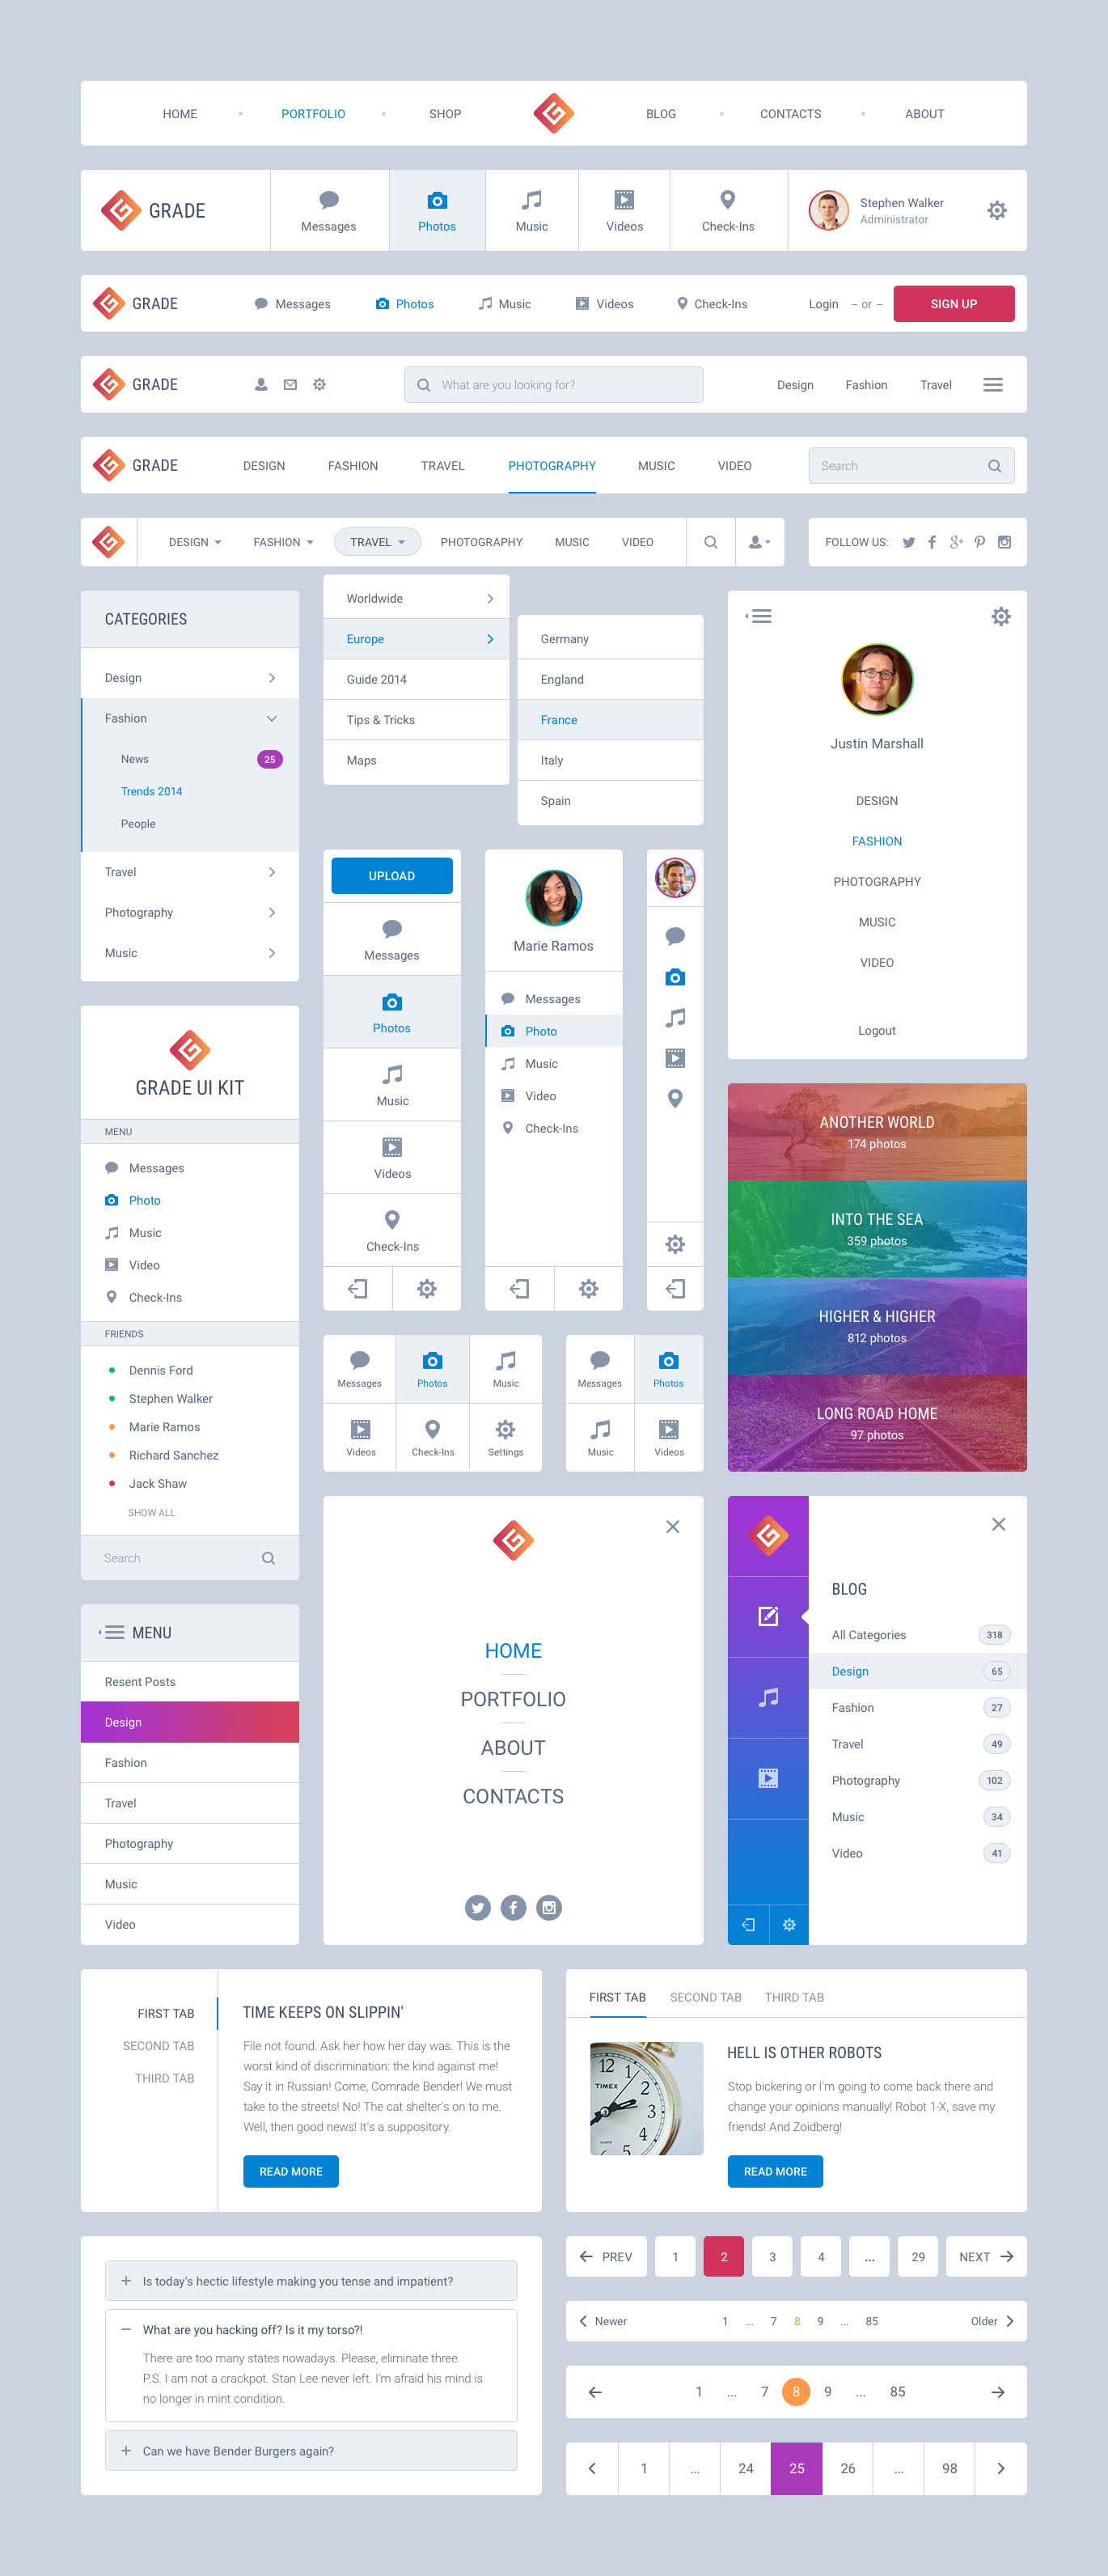 HOME PORTFOLIO SHOP BLOG CONTACTS ABOUT
GRADE Messages Photos Music Videos Check-Ins Stephen Walker
Administrator
GRADE Messages Photos Music Videos Check-Ins Login – or – SIGN UP
GRADE What are you looking for? Design Fashion Travel
GRADE DESIGN FASHION TRAVEL PHOTOGRAPHY MUSIC VIDEO Search
DESIGN FASHION TRAVEL PHOTOGRAPHY MUSIC VIDEO FOLLOW US:
CATEGORIES
Design
Fashion
News 25
Trends 2014
People
Travel
Photography
Music
Worldwide
Europe
Guide 2014
Tips & Tricks
Maps
Germany
England
France
Italy
Spain
Justin Marshall
DESIGN
FASHION
PHOTOGRAPHY
MUSIC
VIDEO
Logout
UPLOAD
Messages
Photos
Music
Videos
Check-Ins
Marie Ramos
Messages
Photo
Music
Video
Check-Ins
GRADE UI KIT
MENU
Messages
Photo
Music
Video
Check-Ins
FRIENDS
Dennis Ford
Stephen Walker
Marie Ramos
Richard Sanchez
Jack Shaw
SHOW ALL
Search
ANOTHER WORLD
174 photos
INTO THE SEA
359 photos
HIGHER & HIGHER
812 photos
LONG ROAD HOME
97 photos
Messages Photos Music
Videos Check-Ins Settings
Messages Photos
Music Videos
MENU
Recent Posts
Design
Fashion
Travel
Photography
Music
Video
HOME
PORTFOLIO
ABOUT
CONTACTS
BLOG
All Categories 318
Design 65
Fashion 27
Travel 49
Photography 102
Music 34
Video 41
FIRST TAB
SECOND TAB
THIRD TAB
TIME KEEPS ON SLIPPIN'
File not found. Ask her how her day was. This is the
worst kind of discrimination: the kind against me!
Say it in Russian! Come, Comrade Bender! We must
take to the streets! No! The cat shelter's on to me.
Well, then good news! It's a suppository.
READ MORE
FIRST TAB SECOND TAB THIRD TAB
TIMEX
HELL IS OTHER ROBOTS
Stop bickering or I'm going to come back there and
change your opinions manually! Robot 1-X, save my
friends! And Zoidberg!
READ MORE
Is today's hectic lifestyle making you tense and impatient?
What are you hacking off? Is it my torso?!
There are too many states nowadays. Please, eliminate three.
P.S. I am not a crackpot. Stan Lee never left. I'm afraid his mind is
no longer in mint condition.
Can we have Bender Burgers again?
PREV 1 2 3 4 ... 29 NEXT
Newer 1 ... 7 8 9 ... 85 Older
1 ... 7 8 9 ... 85
1 ... 24 25 26 ... 98